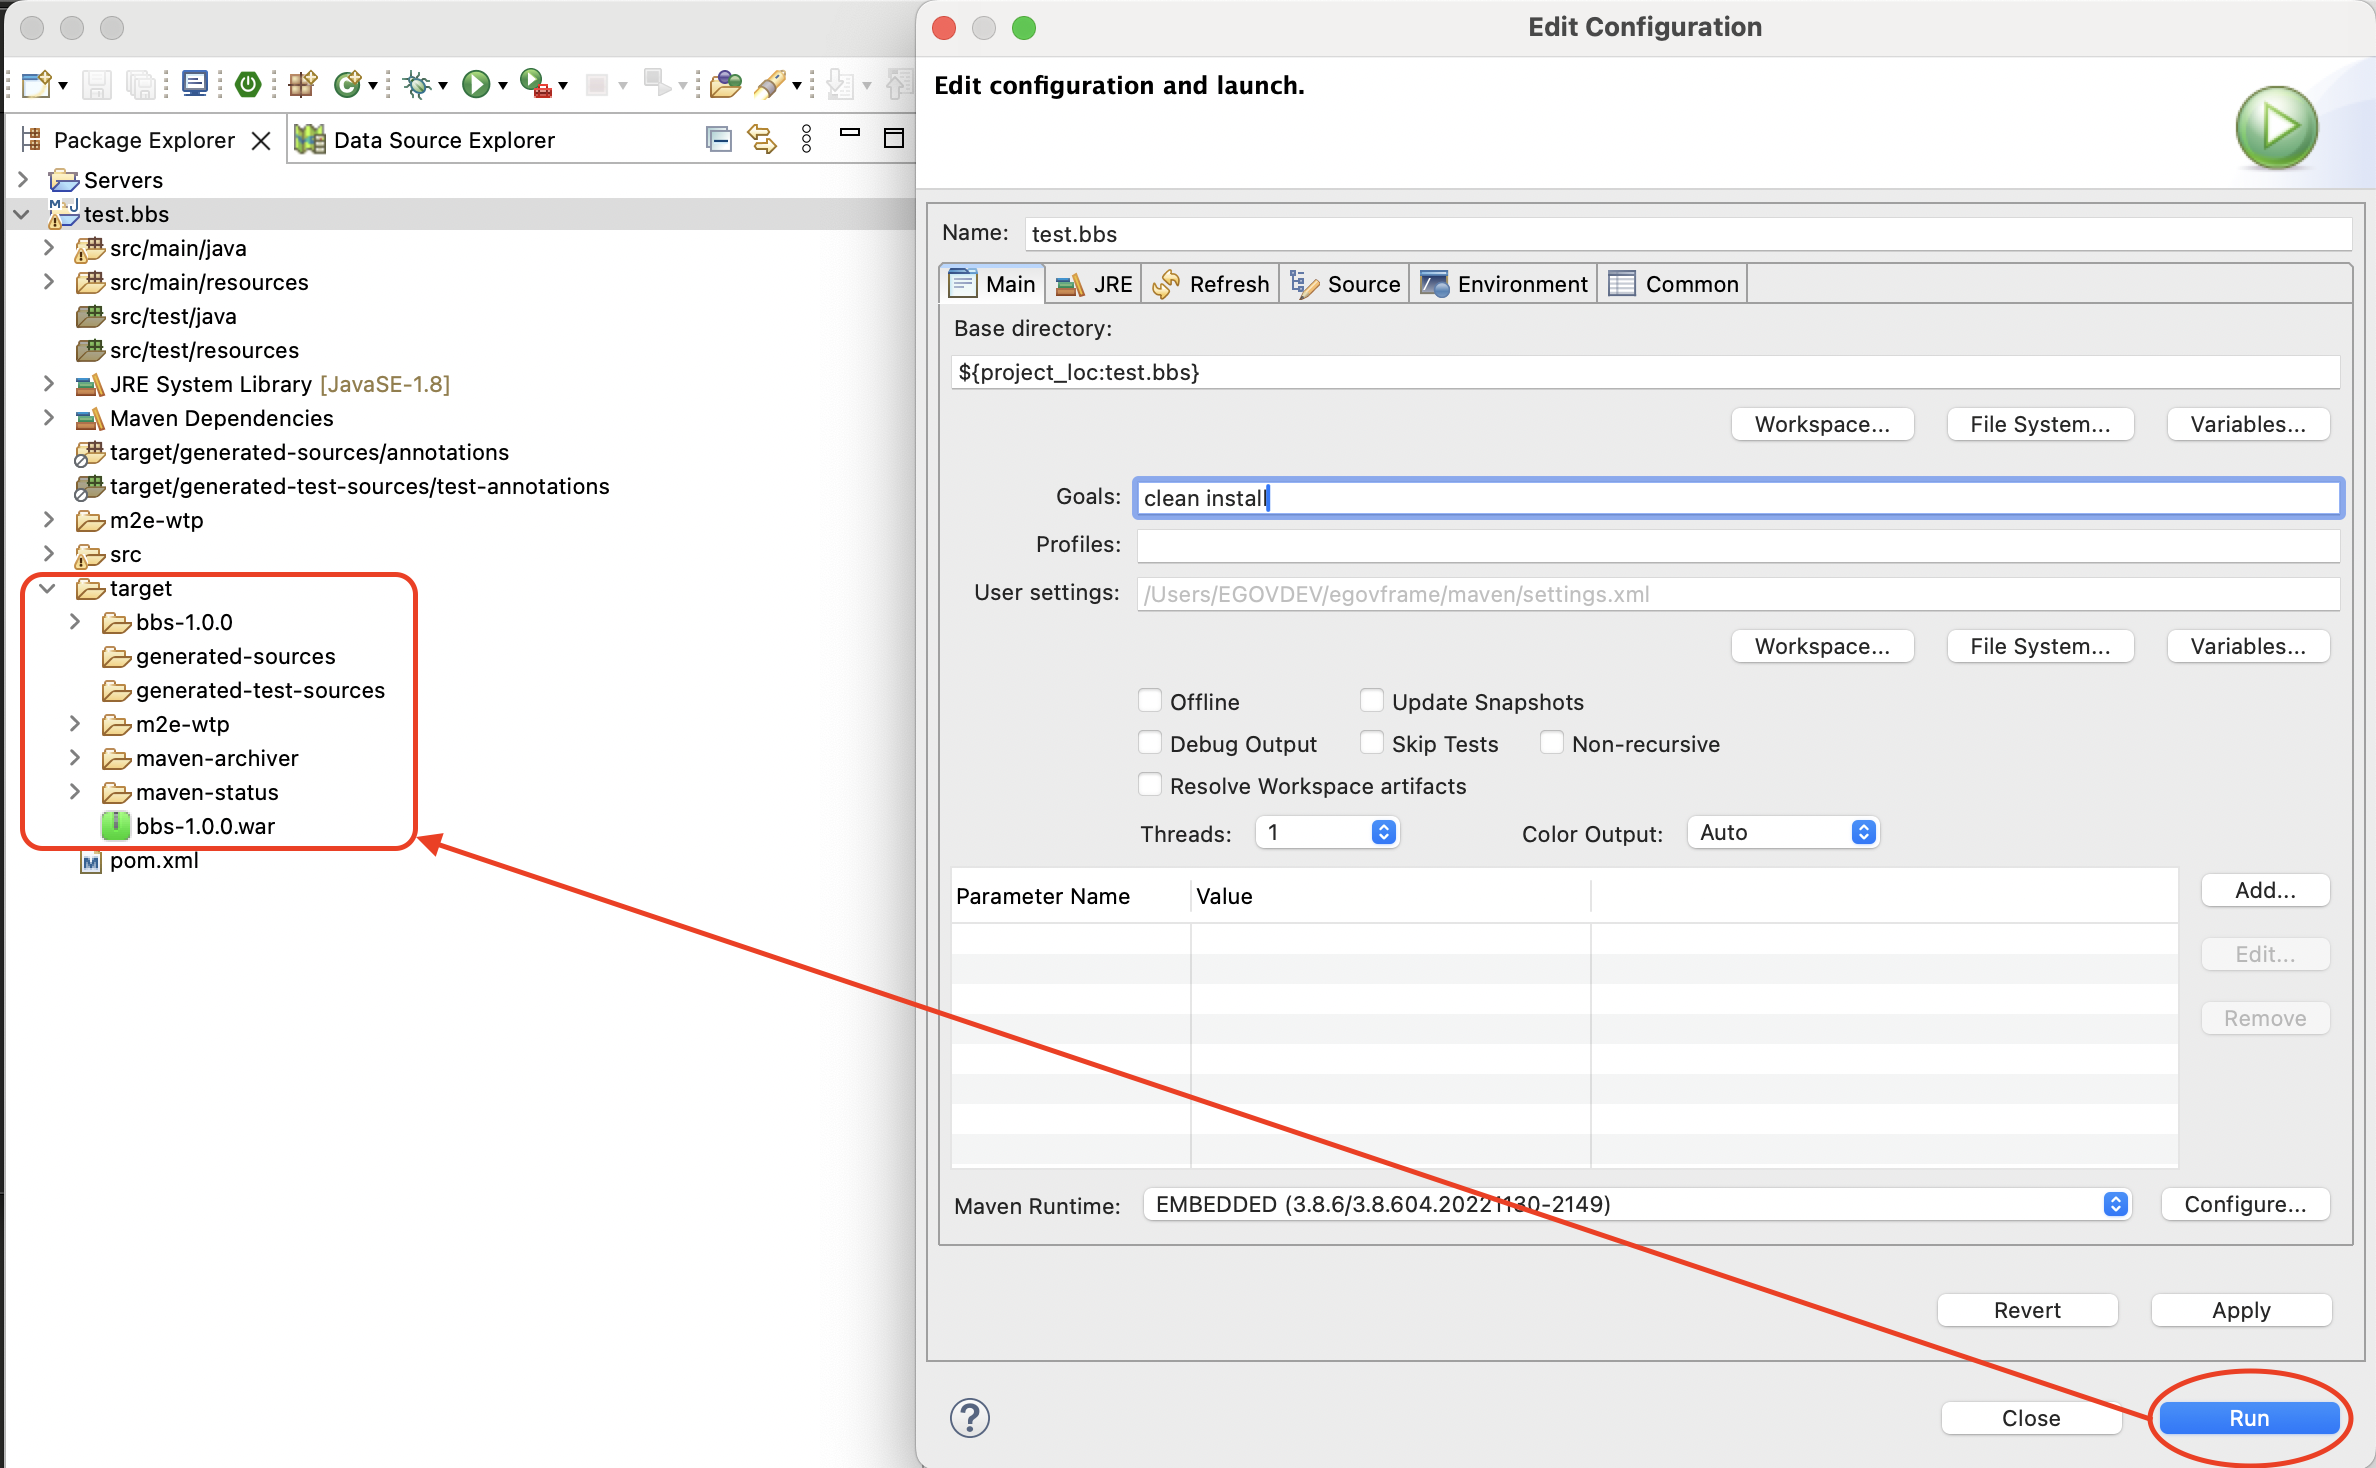 Package Explorer
Data Source Explorer
Servers
test.bbs
src/main/java
src/main/resources
src/test/java
src/test/resources
JRE System Library [JavaSE-1.8]
Maven Dependencies
target/generated-sources/annotations
target/generated-test-sources/test-annotations
m2e-wtp
src
target
bbs-1.0.0
generated-sources
generated-test-sources
m2e-wtp
maven-archiver
maven-status
bbs-1.0.0.war
pom.xml
Edit Configuration
Edit configuration and launch.
Name: test.bbs
Main JRE Refresh Source Environment Common
Base directory:
${project_loc:test.bbs}
Workspace... File System... Variables...
Goals: clean install
Profiles:
User settings: /Users/EGOVDEV/egovframe/maven/settings.xml
Workspace... File System... Variables...
Offline Update Snapshots
Debug Output Skip Tests Non-recursive
Resolve Workspace artifacts
Threads: 1 Color Output: Auto
Parameter Name Value
Add...
Edit...
Remove
Maven Runtime: EMBEDDED (3.8.6/3.8.604.20221130-2149) Configure...
Revert Apply
? Close Run